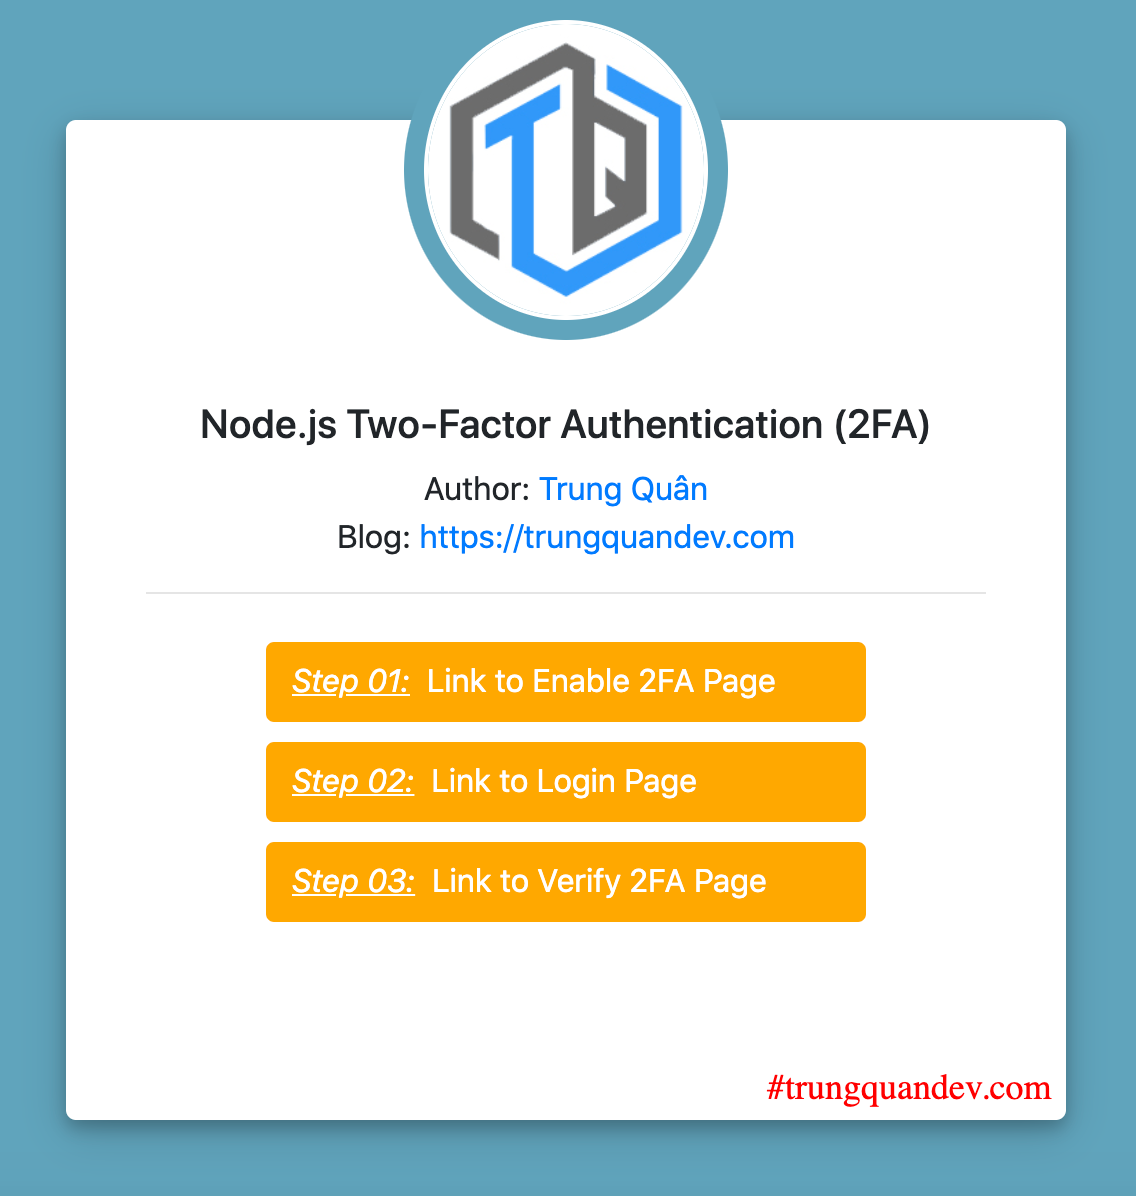 TQ
Node.js Two-Factor Authentication (2FA)
Author: Trung Quân
Blog: https://trungquandev.com
Step 01: Link to Enable 2FA Page
Step 02: Link to Login Page
Step 03: Link to Verify 2FA Page
#trungquandev.com